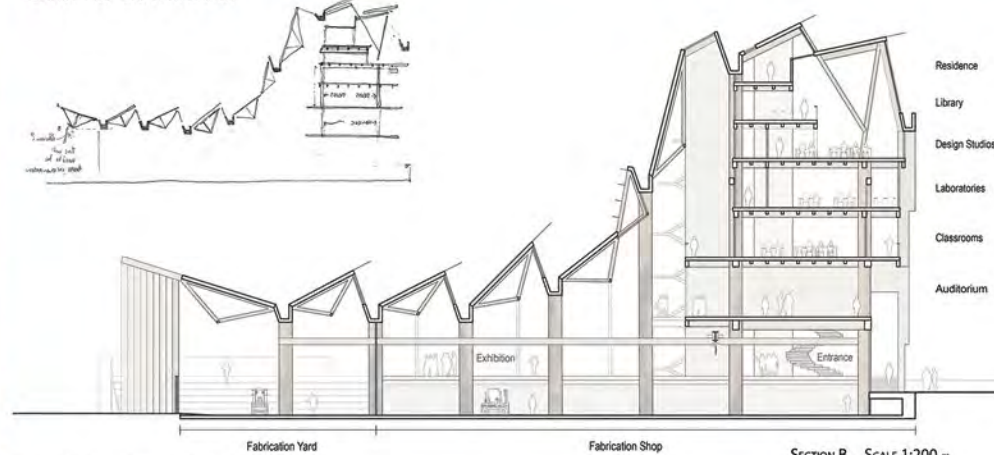 Residence
Library
Design Studios
Laboratories
Classrooms
Auditorium
Exhibition
Entrance
Fabrication Yard
Fabrication Shop
SECTION B SCALE 1:200